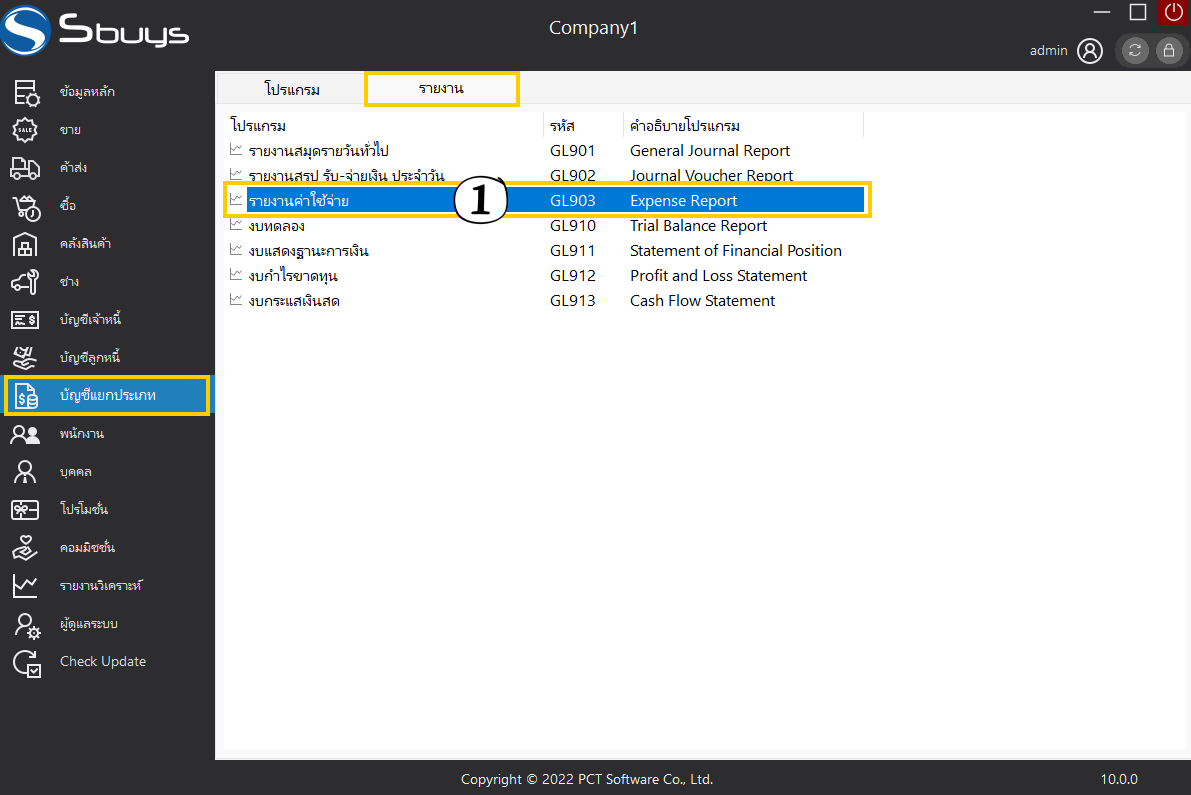 Sbuys
Company1
admin
ข้อมูลหลัก
ขาย
ค้าส่ง
ซื้อ
คลังสินค้า
ช่าง
บัญชีเจ้าหนี้
บัญชีลูกหนี้
บัญชีแยกประเภท
พนักงาน
บุคคล
โปรโมชั่น
คอมมิชชั่น
รายงานวิเคราะห์
ผู้ดูแลระบบ
Check Update
โปรแกรม รายงาน
โปรแกรม รหัส คำอธิบายโปรแกรม
รายงานสมุดรายวันทั่วไป GL901 General Journal Report
รายงานสรุป รับ-จ่ายเงิน ประจำวัน GL902 Journal Voucher Report
รายงานค่าใช้จ่าย 1 GL903 Expense Report
งบทดลอง GL910 Trial Balance Report
งบแสดงฐานะการเงิน GL911 Statement of Financial Position
งบกำไรขาดทุน GL912 Profit and Loss Statement
งบกระแสเงินสด GL913 Cash Flow Statement
Copyright © 2022 PCT Software Co., Ltd.
10.0.0